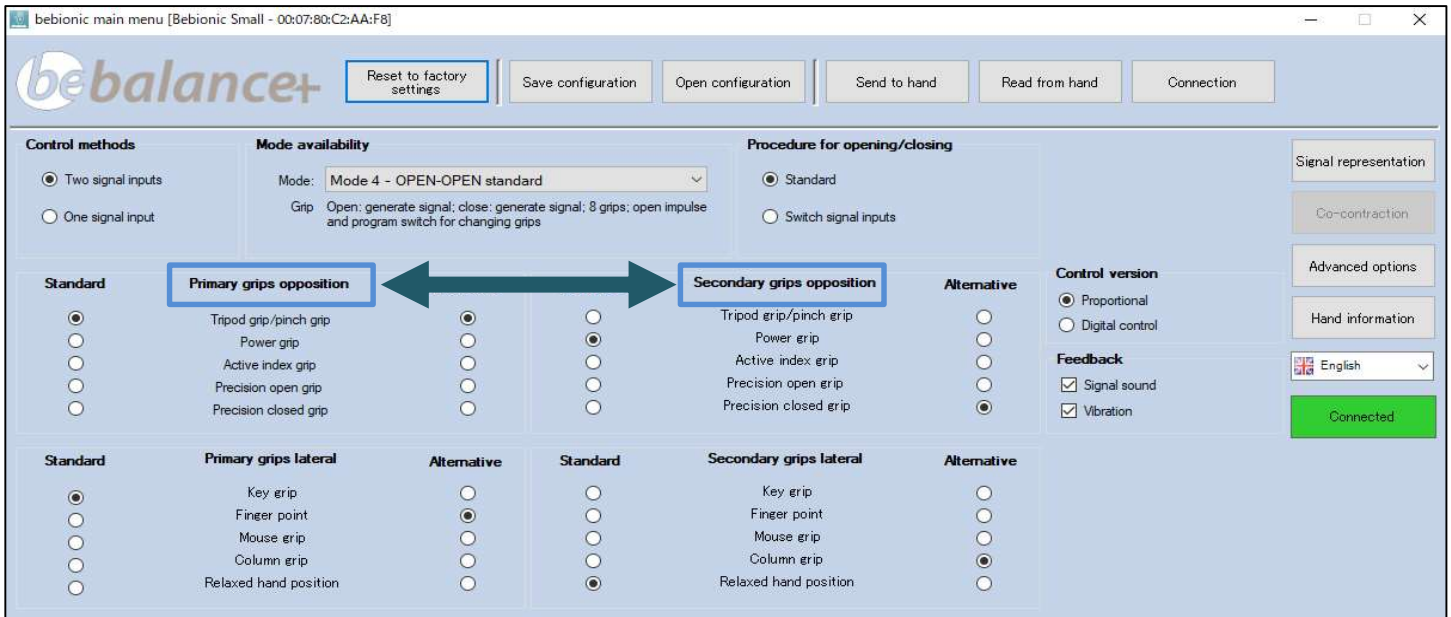 bebionic main menu [Bebionic Small - 00:07:80:C2:AA:F8]
bebalance+
Reset to factory
settings
Save configuration
Open configuration
Send to hand
Read from hand
Connection
Control methods
Two signal inputs
One signal input
Mode availability
Mode: Mode 4 - OPEN-OPEN standard
Grip Open: generate signal; close: generate signal; 8 grips; open impulse
and program switch for changing grips
Procedure for opening/closing
Standard
Switch signal inputs
Signal representation
Co-contraction
Advanced options
Hand information
English
Connected
Standard Primary grips opposition
Tripod grip/pinch grip
Power grip
Active index grip
Precision open grip
Precision closed grip
Secondary grips opposition Alternative
Tripod grip/pinch grip
Power grip
Active index grip
Precision open grip
Precision closed grip
Control version
Proportional
Digital control
Feedback
Signal sound
Vibration
Standard Primary grips lateral Alternative
Key grip
Finger point
Mouse grip
Column grip
Relaxed hand position
Standard Secondary grips lateral Alternative
Key grip
Finger point
Mouse grip
Column grip
Relaxed hand position